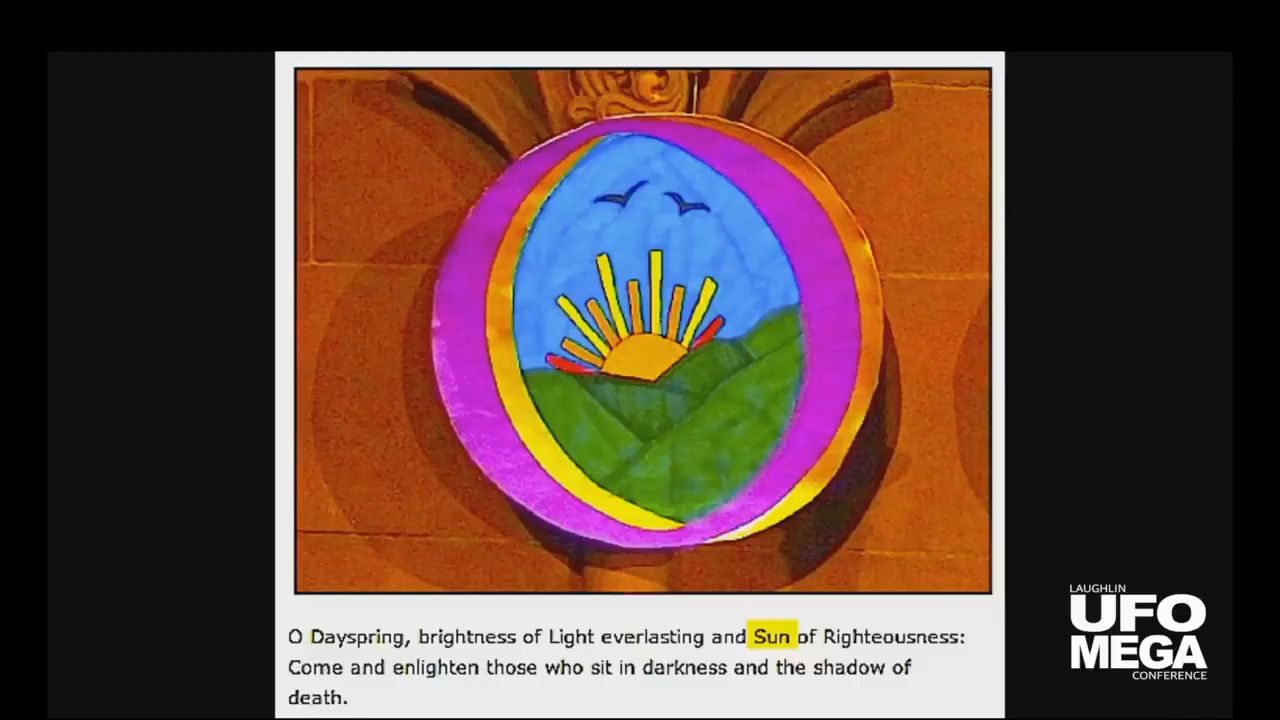 O Dayspring, brightness of Light everlasting and Sun of Righteousness:
Come and enlighten those who sit in darkness and the shadow of
death.
LAUGHLIN
UFO
MEGA
CONFERENCE